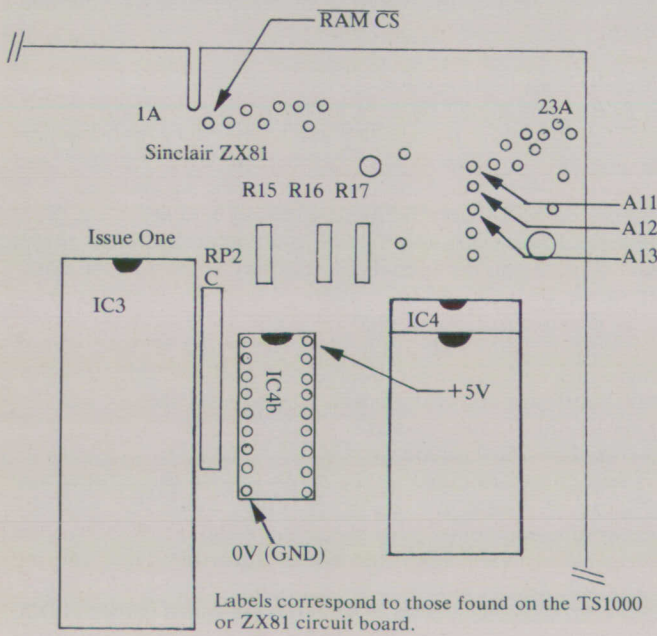 RAM CS
1A
23A
Sinclair ZX81
R15 R16 R17
A11
A12
A13
Issue One
RP2
C
IC3
IC4
IC4b
+5V
0V (GND)
Labels correspond to those found on the TS1000
or ZX81 circuit board.